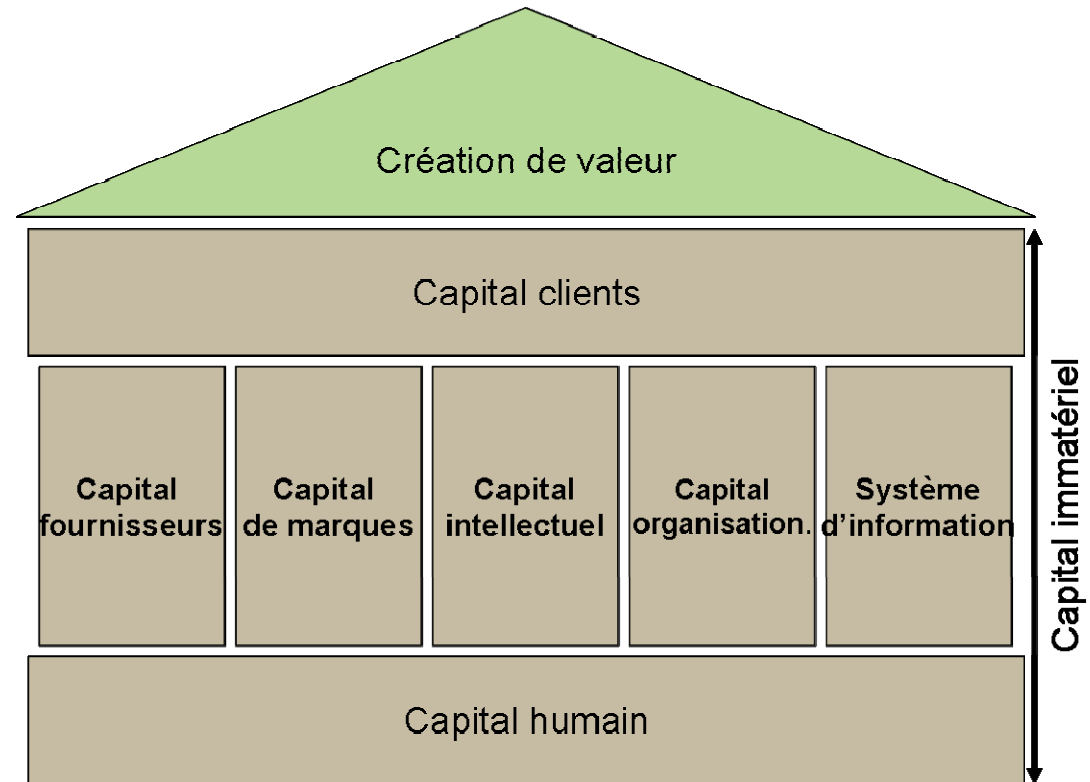 Création de valeur
Capital clients
Capital
fournisseurs
Capital
de marques
Capital
intellectuel
Capital
organisation.
Système
d'information
Capital immatériel
Capital humain